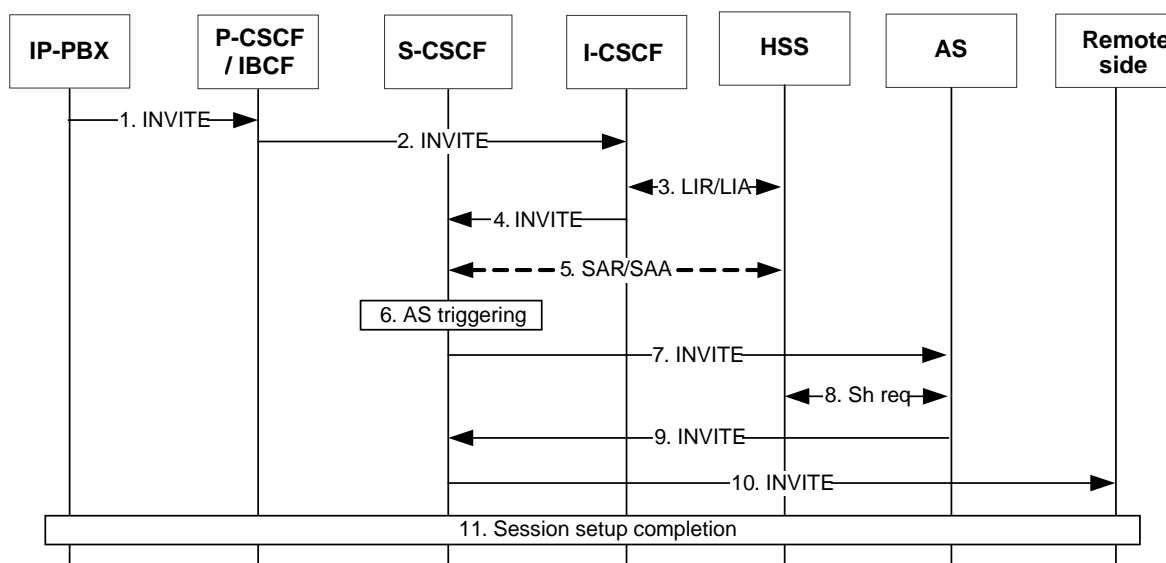 IP-PBX
P-CSCF
/ IBCF
S-CSCF
I-CSCF
HSS
AS
Remote
side
1. INVITE
2. INVITE
3. LIR/LIA
4. INVITE
5. SAR/SAA
6. AS triggering
7. INVITE
8. Sh req
9. INVITE
10. INVITE
11. Session setup completion